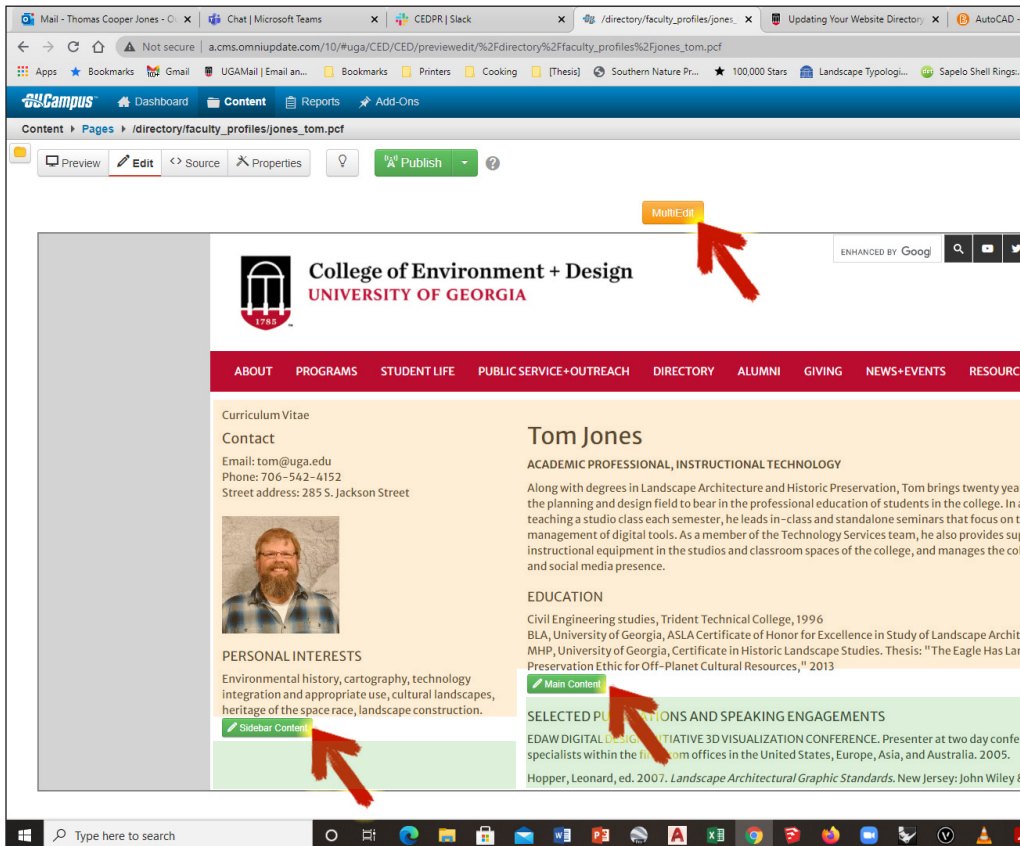 Mail - Thomas Cooper Jones - O
Chat | Microsoft Teams
CEDPR | Slack
/directory/faculty_profiles/jones_
Updating Your Website Directory
AutoCAD -
Not secure | a.cms.omniupdate.com/10/#uga/CED/CED/previewedit/%2Fdirectory%2Ffaculty_profiles%2Fjones_tom.pcf
Apps Bookmarks Gmail UGAMail | Email an... Bookmarks Printers Cooking [Thesis] Southern Nature Pr... 100,000 Stars Landscape Typologi... Sapelo Shell Rings:..
OUCampus Dashboard Content Reports Add-Ons
Content Pages /directory/faculty_profiles/jones_tom.pcf
Preview Edit Source Properties Publish
MultiEdit
ENHANCED BY Googl
College of Environment + Design
UNIVERSITY OF GEORGIA
1785
ABOUT PROGRAMS STUDENT LIFE PUBLIC SERVICE+OUTREACH DIRECTORY ALUMNI GIVING NEWS+EVENTS RESOURC
Curriculum Vitae
Contact
Email: tom@uga.edu
Phone: 706-542-4152
Street address: 285 S. Jackson Street
PERSONAL INTERESTS
Environmental history, cartography, technology
integration and appropriate use, cultural landscapes,
heritage of the space race, landscape construction.
Sidebar Content
Tom Jones
ACADEMIC PROFESSIONAL, INSTRUCTIONAL TECHNOLOGY
Along with degrees in Landscape Architecture and Historic Preservation, Tom brings twenty yea
the planning and design field to bear in the professional education of students in the college. In a
teaching a studio class each semester, he leads in-class and standalone seminars that focus on t
management of digital tools. As a member of the Technology Services team, he also provides sup
instructional equipment in the studios and classroom spaces of the college, and manages the col
and social media presence.
EDUCATION
Civil Engineering studies, Trident Technical College, 1996
BLA, University of Georgia, ASLA Certificate of Honor for Excellence in Study of Landscape Archit
MHP, University of Georgia, Certificate in Historic Landscape Studies. Thesis: "The Eagle Has Lan
Preservation Ethic for Off-Planet Cultural Resources," 2013
Main Content
SELECTED PU TIONS AND SPEAKING ENGAGEMENTS
EDAW DIGITAL DESIGN INITIATIVE 3D VISUALIZATION CONFERENCE. Presenter at two day confe
specialists within the om offices in the United States, Europe, Asia, and Australia. 2005.
Hopper, Leonard, ed. 2007. Landscape Architectural Graphic Standards. New Jersey: John Wiley &
Type here to search